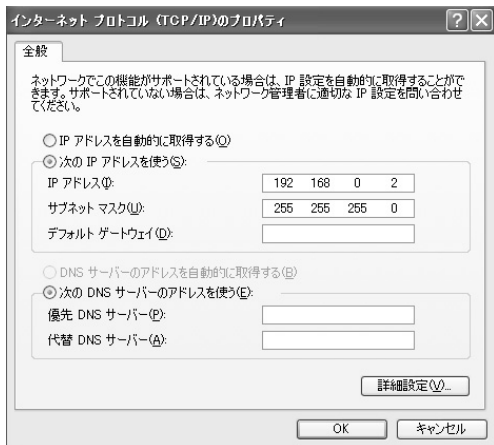 インターネット プロトコル (TCP/IP)のプロパティ
全般
ネットワークでこの機能がサポートされている場合は、IP 設定を自動的に取得することがで
きます。サポートされていない場合は、ネットワーク管理者に適切な IP 設定を問い合わせ
てください。
IP アドレスを自動的に取得する(O)
次の IP アドレスを使う(S):
IP アドレス(I): 192 168 0 2
サブネット マスク(U): 255 255 255 0
デフォルト ゲートウェイ(D):
DNS サーバーのアドレスを自動的に取得する(B)
次の DNS サーバーのアドレスを使う(E):
優先 DNS サーバー(P):
代替 DNS サーバー(A):
詳細設定(V)...
OK キャンセル